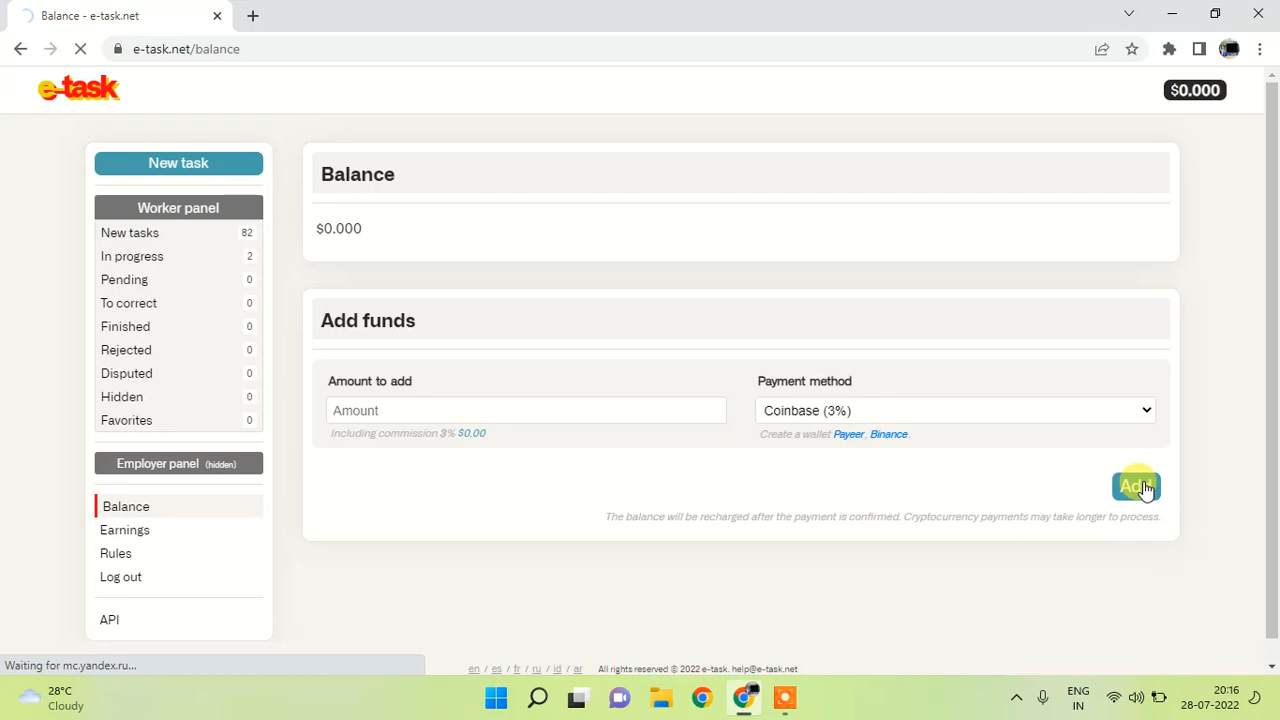 Balance - e-task.net
e-task.net/balance
e-task
$0.000
New task
Worker panel
New tasks 82
In progress 2
Pending 0
To correct 0
Finished 0
Rejected 0
Disputed 0
Hidden 0
Favorites 0
Employer panel (hidden)
Balance
Earnings
Rules
Log out
API
Balance
$0.000
Add funds
Amount to add
Amount
Including commission 3% $0.00
Payment method
Coinbase (3%)
Create a wallet Payeer, Binance.
Add
The balance will be recharged after the payment is confirmed. Cryptocurrency payments may take longer to process.
Waiting for mc.yandex.ru...
en / es / fr / ru / id / ar All rights reserved © 2022 e-task. help@e-task.net
28°C
Cloudy
ENG
IN
20:16
28-07-2022